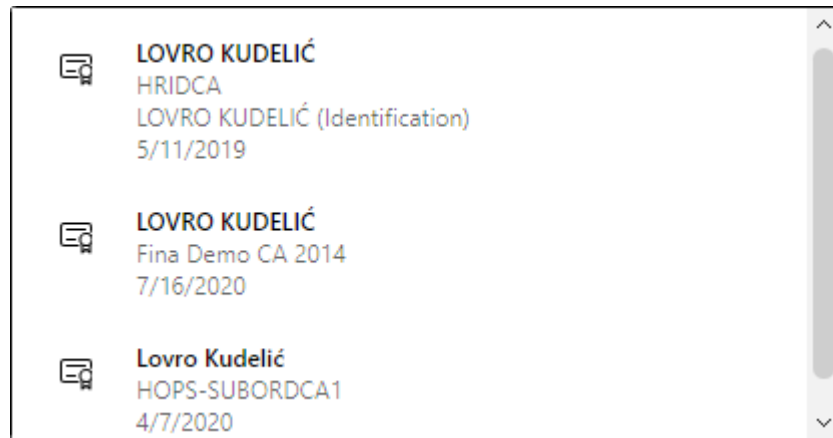 LOVRO KUDELIĆ
HRIDCA
LOVRO KUDELIĆ (Identification)
5/11/2019
LOVRO KUDELIĆ
Fina Demo CA 2014
7/16/2020
Lovro Kudelić
HOPS-SUBORDCA1
4/7/2020